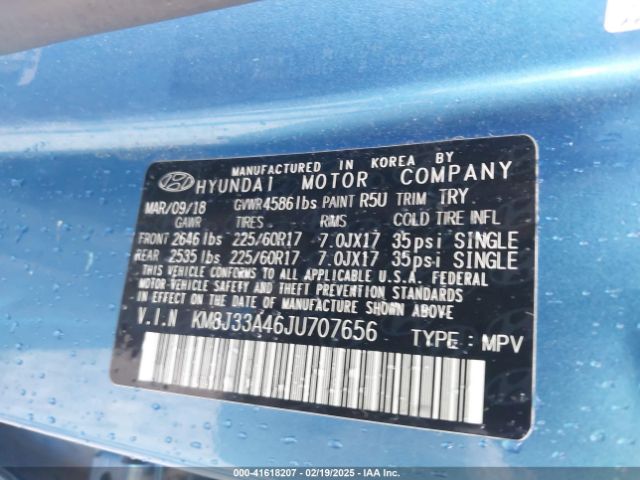 MANUFACTURED IN KOREA BY
HYUNDAI MOTOR COMPANY
MAR/09/18 GVWR 4586 lbs PAINT R5U TRIM TRY
GAWR TIRES RIMS COLD TIRE INFL
FRONT 2646 lbs 225/60R17 7.0JX17 35psi SINGLE
REAR 2535 lbs 225/60R17 7.0JX17 35psi SINGLE
THIS VEHICLE CONFORMS TO ALL APPLICABLE U.S.A. FEDERAL
MOTOR VEHICLE SAFETY AND THEFT PREVENTION STANDARDS
IN EFFECT ON THE DATE OF MANUFACTURE SHOWN ABOVE
V.I.N KM8J33A46JU707656 TYPE : MPV
000-41618207 - 02/19/2025 - IAA Inc.